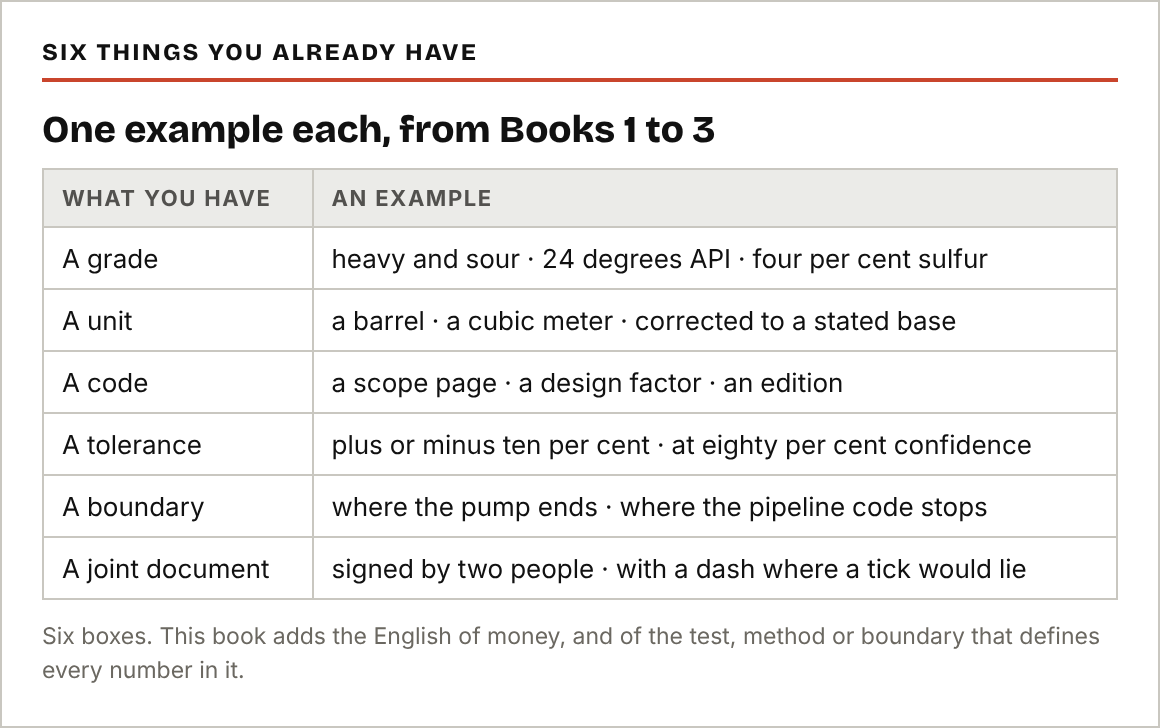 SIX THINGS YOU ALREADY HAVE
One example each, from Books 1 to 3
WHAT YOU HAVE AN EXAMPLE
A grade heavy and sour · 24 degrees API · four per cent sulfur
A unit a barrel · a cubic meter · corrected to a stated base
A code a scope page · a design factor · an edition
A tolerance plus or minus ten per cent · at eighty per cent confidence
A boundary where the pump ends · where the pipeline code stops
A joint document signed by two people · with a dash where a tick would lie
Six boxes. This book adds the English of money, and of the test, method or boundary that defines
every number in it.